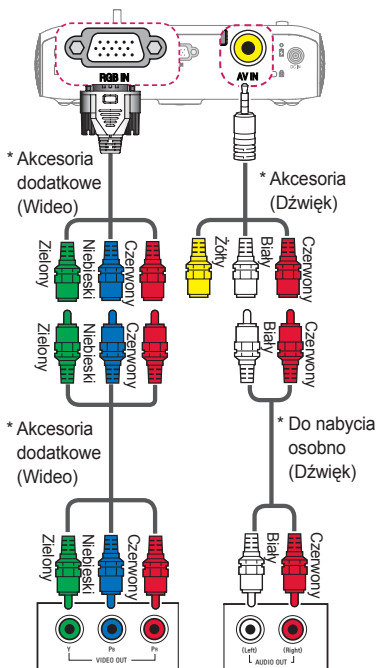 RGB IN
AV IN
* Akcesoria
dodatkowe
(Wideo)
* Akcesoria
(Dźwięk)
Zielony
Niebieski
Czerwony
Żółty
Biały
Czerwony
Zielony
Niebieski
Czerwony
Biały
Czerwony
* Akcesoria
dodatkowe
(Wideo)
* Do nabycia
osobno
(Dźwięk)
Zielony
Niebieski
Czerwony
Biały
Czerwony
Y
PB
PR
VIDEO OUT
(Left)
(Right)
AUDIO OUT